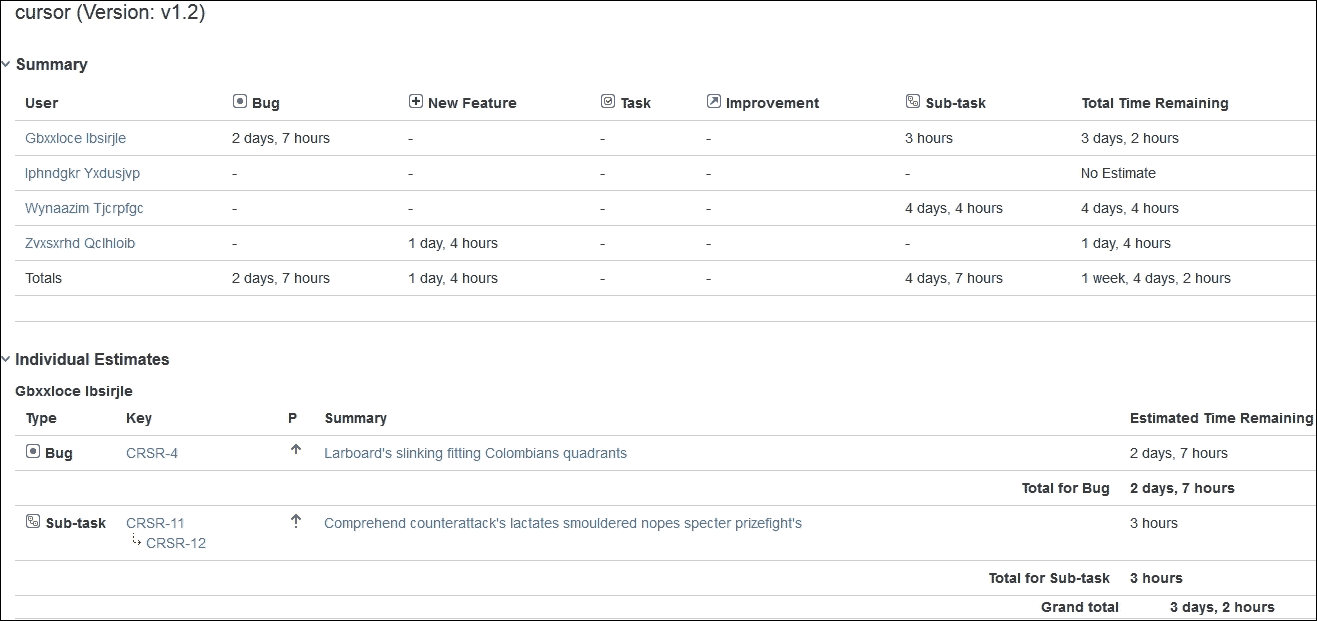 cursor (Version: v1.2)
Summary
User Bug New Feature Task Improvement Sub-task Total Time Remaining
Gbxxloce Ibsirjle 2 days, 7 hours - - - 3 hours 3 days, 2 hours
Iphndgkr Yxdusjvp - - - - - No Estimate
Wynaazim Tjcrpfgc - - - - 4 days, 4 hours 4 days, 4 hours
Zvxsxrhd Qclhloib - 1 day, 4 hours - - - 1 day, 4 hours
Totals 2 days, 7 hours 1 day, 4 hours - - 4 days, 7 hours 1 week, 4 days, 2 hours
Individual Estimates
Gbxxloce Ibsirjle
Type Key P Summary Estimated Time Remaining
Bug CRSR-4 Larboard's slinking fitting Colombians quadrants 2 days, 7 hours
Total for Bug 2 days, 7 hours
Sub-task CRSR-11 Comprehend counterattack's lactates smouldered nopes specter prizefight's 3 hours
CRSR-12
Total for Sub-task 3 hours
Grand total 3 days, 2 hours